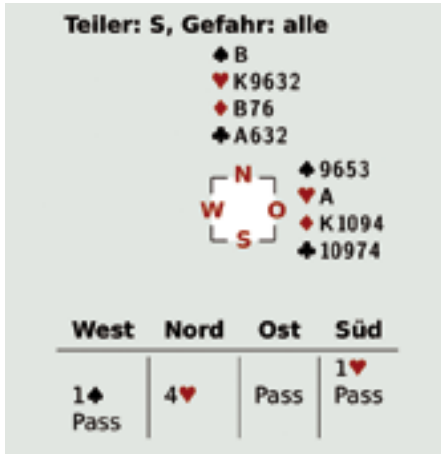 Teiler: S, Gefahr: alle
♠ B
♥ K9632
♦ B76
♣ A632
N
W O
S
♠ 9653
♥ A
♦ K1094
♣ 10974
West Nord Ost Süd
1♥
1♠ 4♥ Pass Pass
Pass